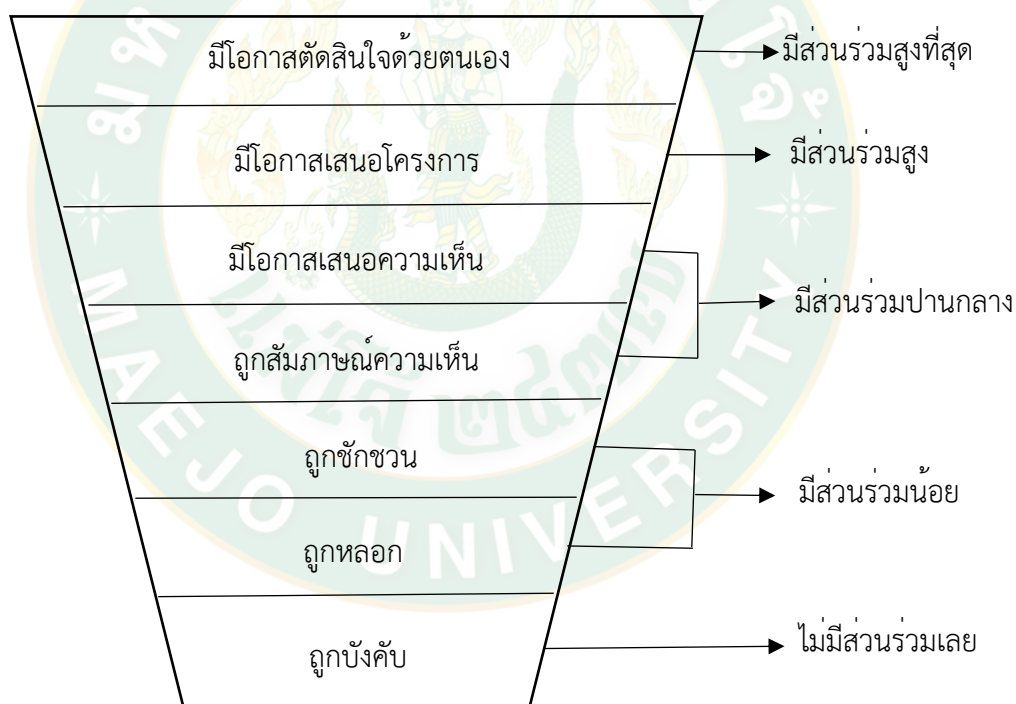 มีโอกาสตัดสินใจด้วยตนเอง
มีส่วนร่วมสูงที่สุด
มีโอกาสเสนอโครงการ
มีส่วนร่วมสูง
มีโอกาสเสนอความเห็น
มีส่วนร่วมปานกลาง
ถูกสัมภาษณ์ความเห็น
ถูกชักชวน
มีส่วนร่วมน้อย
ถูกหลอก
ถูกบังคับ
ไม่มีส่วนร่วมเลย
MAEJO UNIVERSITY